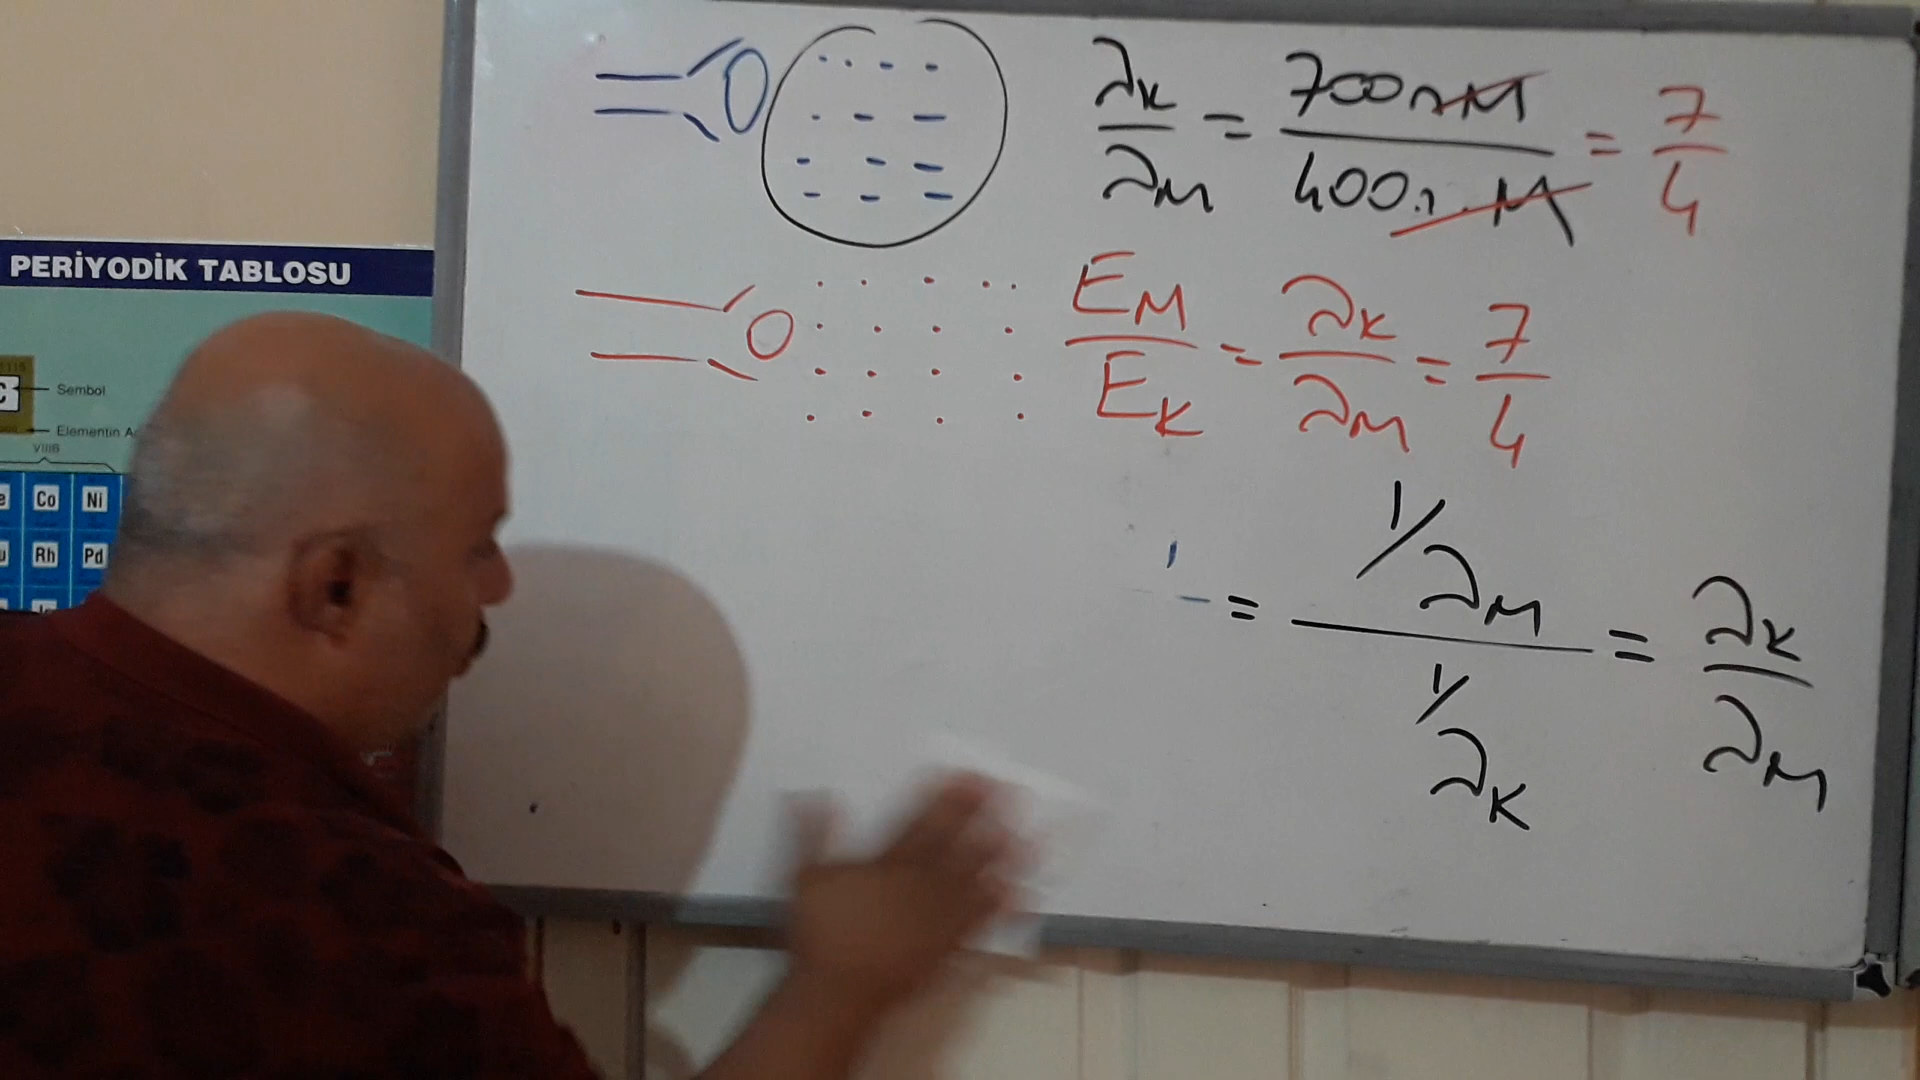 λK/λM = 700nM/400nM = 7/4
EM/EK = λK/λM = 7/4
= (1/λM)/(1/λK) = λK/λM
PERİYODİK TABLOSU
Sembol
VIIIB
Co Ni
Rh Pd